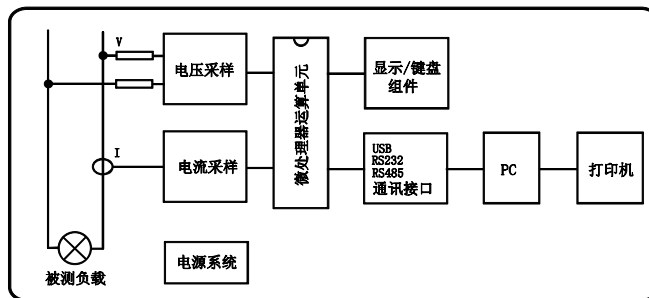 V
电压采样
微处理器运算单元
显示/键盘
组件
I
电流采样
USB
RS232
RS485
通讯接口
PC
打印机
电源系统
被测负载